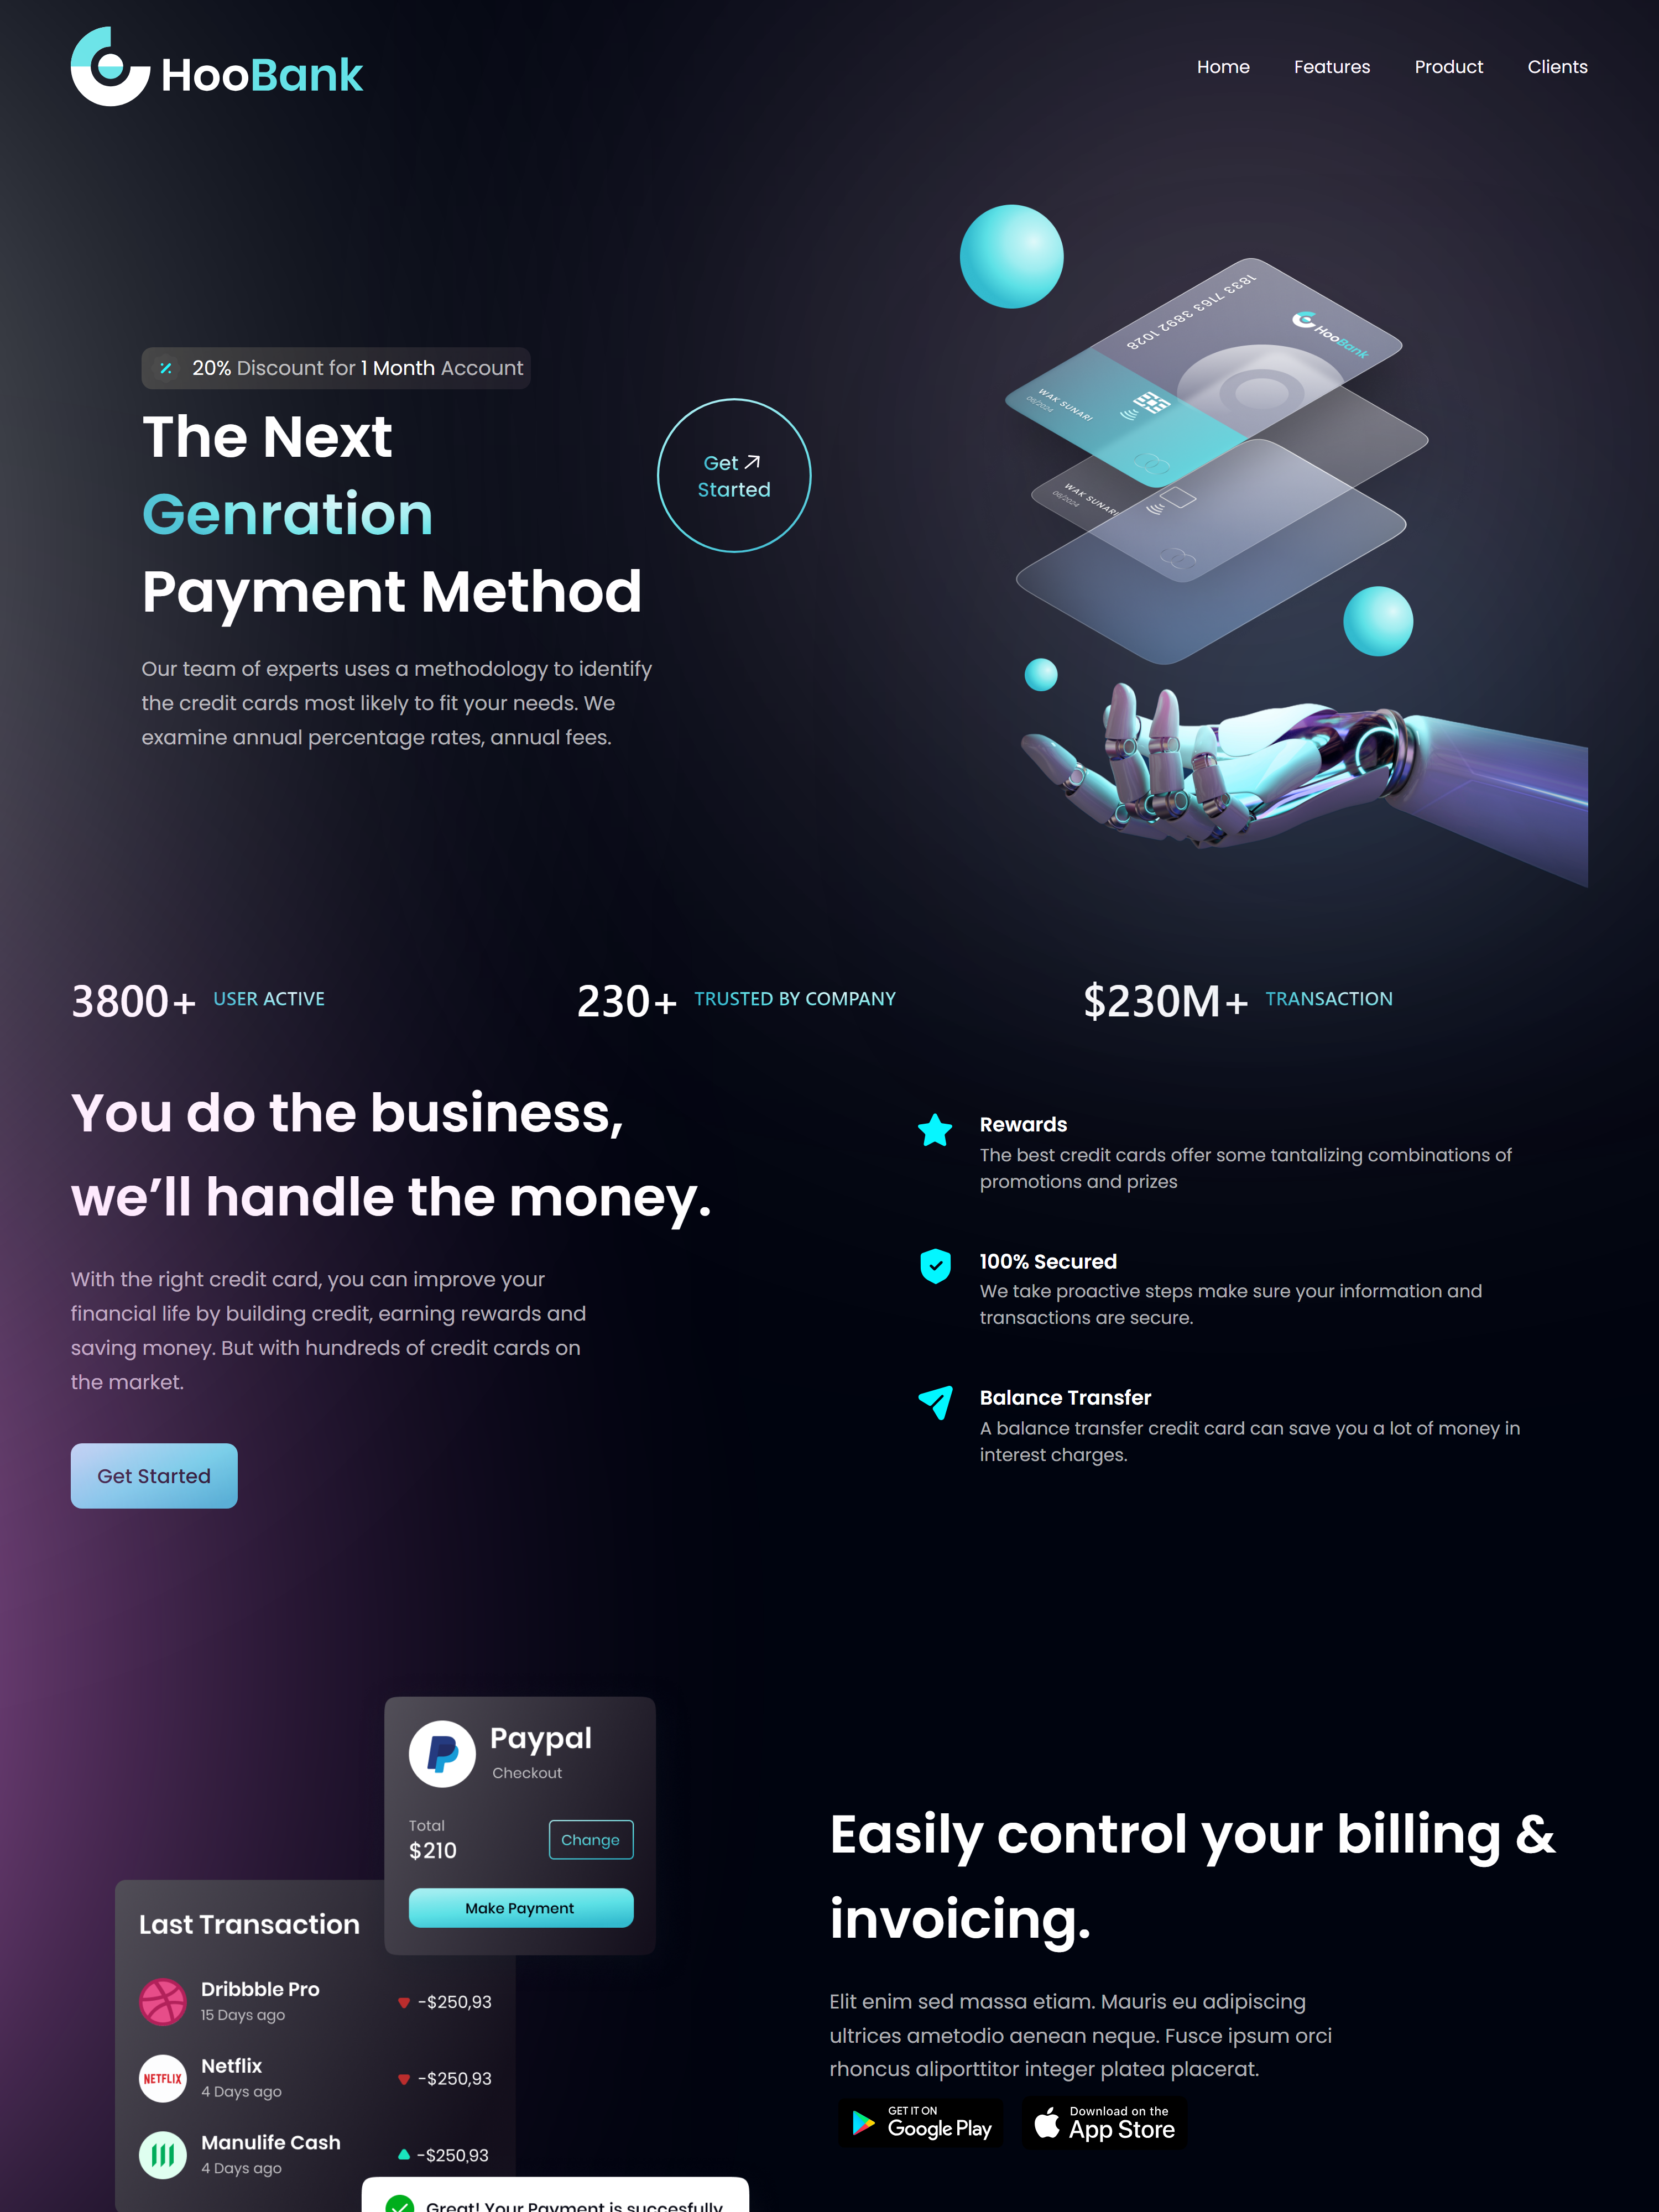 HooBank
Home Features Product Clients
20% Discount for 1 Month Account
The Next
Genration
Payment Method
Get
Started
Our team of experts uses a methodology to identify
the credit cards most likely to fit your needs. We
examine annual percentage rates, annual fees.
1833 7163 3892 1028
HooBank
WAK SUNARI
06/2024
WAK SUNARI
06/2024
3800+ USER ACTIVE
230+ TRUSTED BY COMPANY
$230M+ TRANSACTION
You do the business,
we’ll handle the money.
With the right credit card, you can improve your
financial life by building credit, earning rewards and
saving money. But with hundreds of credit cards on
the market.
Get Started
Rewards
The best credit cards offer some tantalizing combinations of
promotions and prizes
100% Secured
We take proactive steps make sure your information and
transactions are secure.
Balance Transfer
A balance transfer credit card can save you a lot of money in
interest charges.
Paypal
Checkout
Total
$210
Change
Make Payment
Last Transaction
Dribbble Pro
15 Days ago
-$250,93
NETFLIX
Netflix
4 Days ago
-$250,93
Manulife Cash
4 Days ago
-$250,93
Great! Your Payment is succesfully
Easily control your billing &
invoicing.
Elit enim sed massa etiam. Mauris eu adipiscing
ultrices ametodio aenean neque. Fusce ipsum orci
rhoncus aliporttitor integer platea placerat.
GET IT ON
Google Play
Download on the
App Store